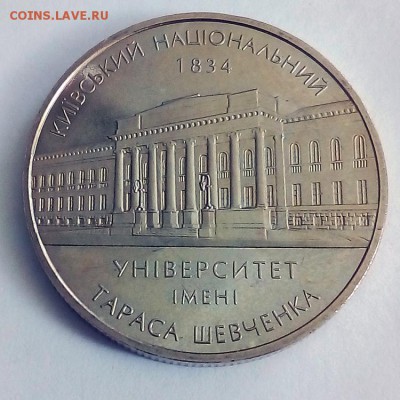 COINS.LAVE.RU
КИЇВСЬКИЙ НАЦІОНАЛЬНИЙ
1834
УНІВЕРСИТЕТ
ІМЕНІ
ТАРАСА ШЕВЧЕНКА